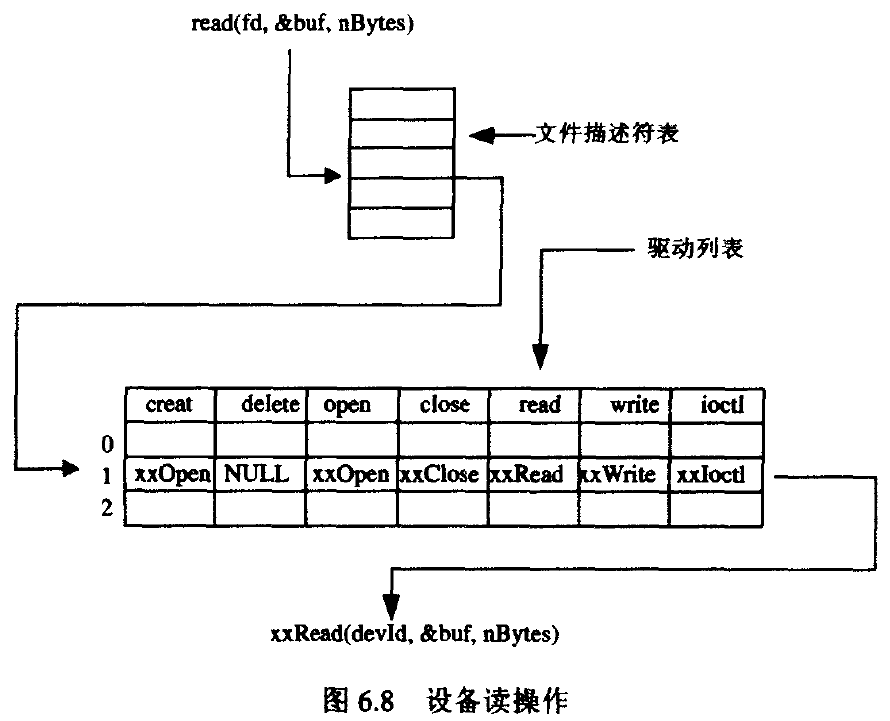 read(fd, &buf, nBytes)
文件描述符表
驱动列表
creat delete open close read write ioctl
0
1 xxOpen NULL xxOpen xxClose xxRead xxWrite xxIoctl
2
xxRead(devId, &buf, nBytes)
图 6.8 设备读操作